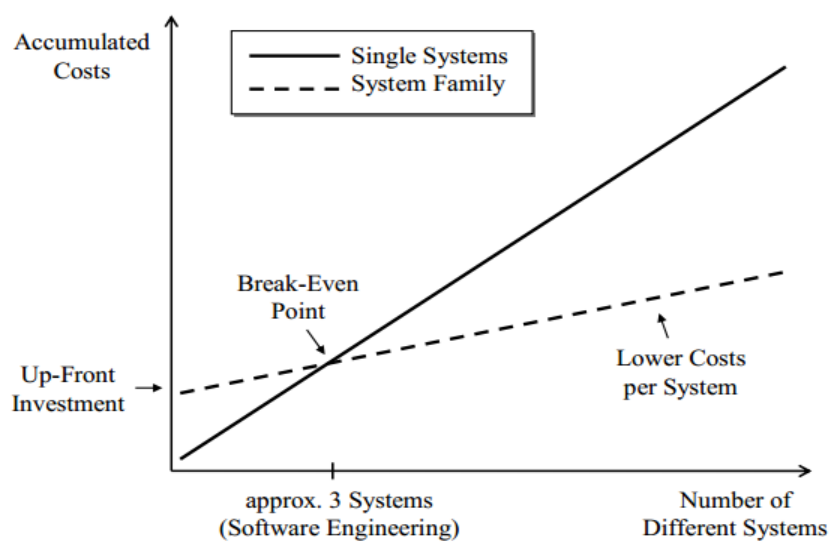 Accumulated
Costs
Single Systems
System Family
Break-Even
Point
Up-Front
Investment
Lower Costs
per System
approx. 3 Systems
(Software Engineering)
Number of
Different Systems